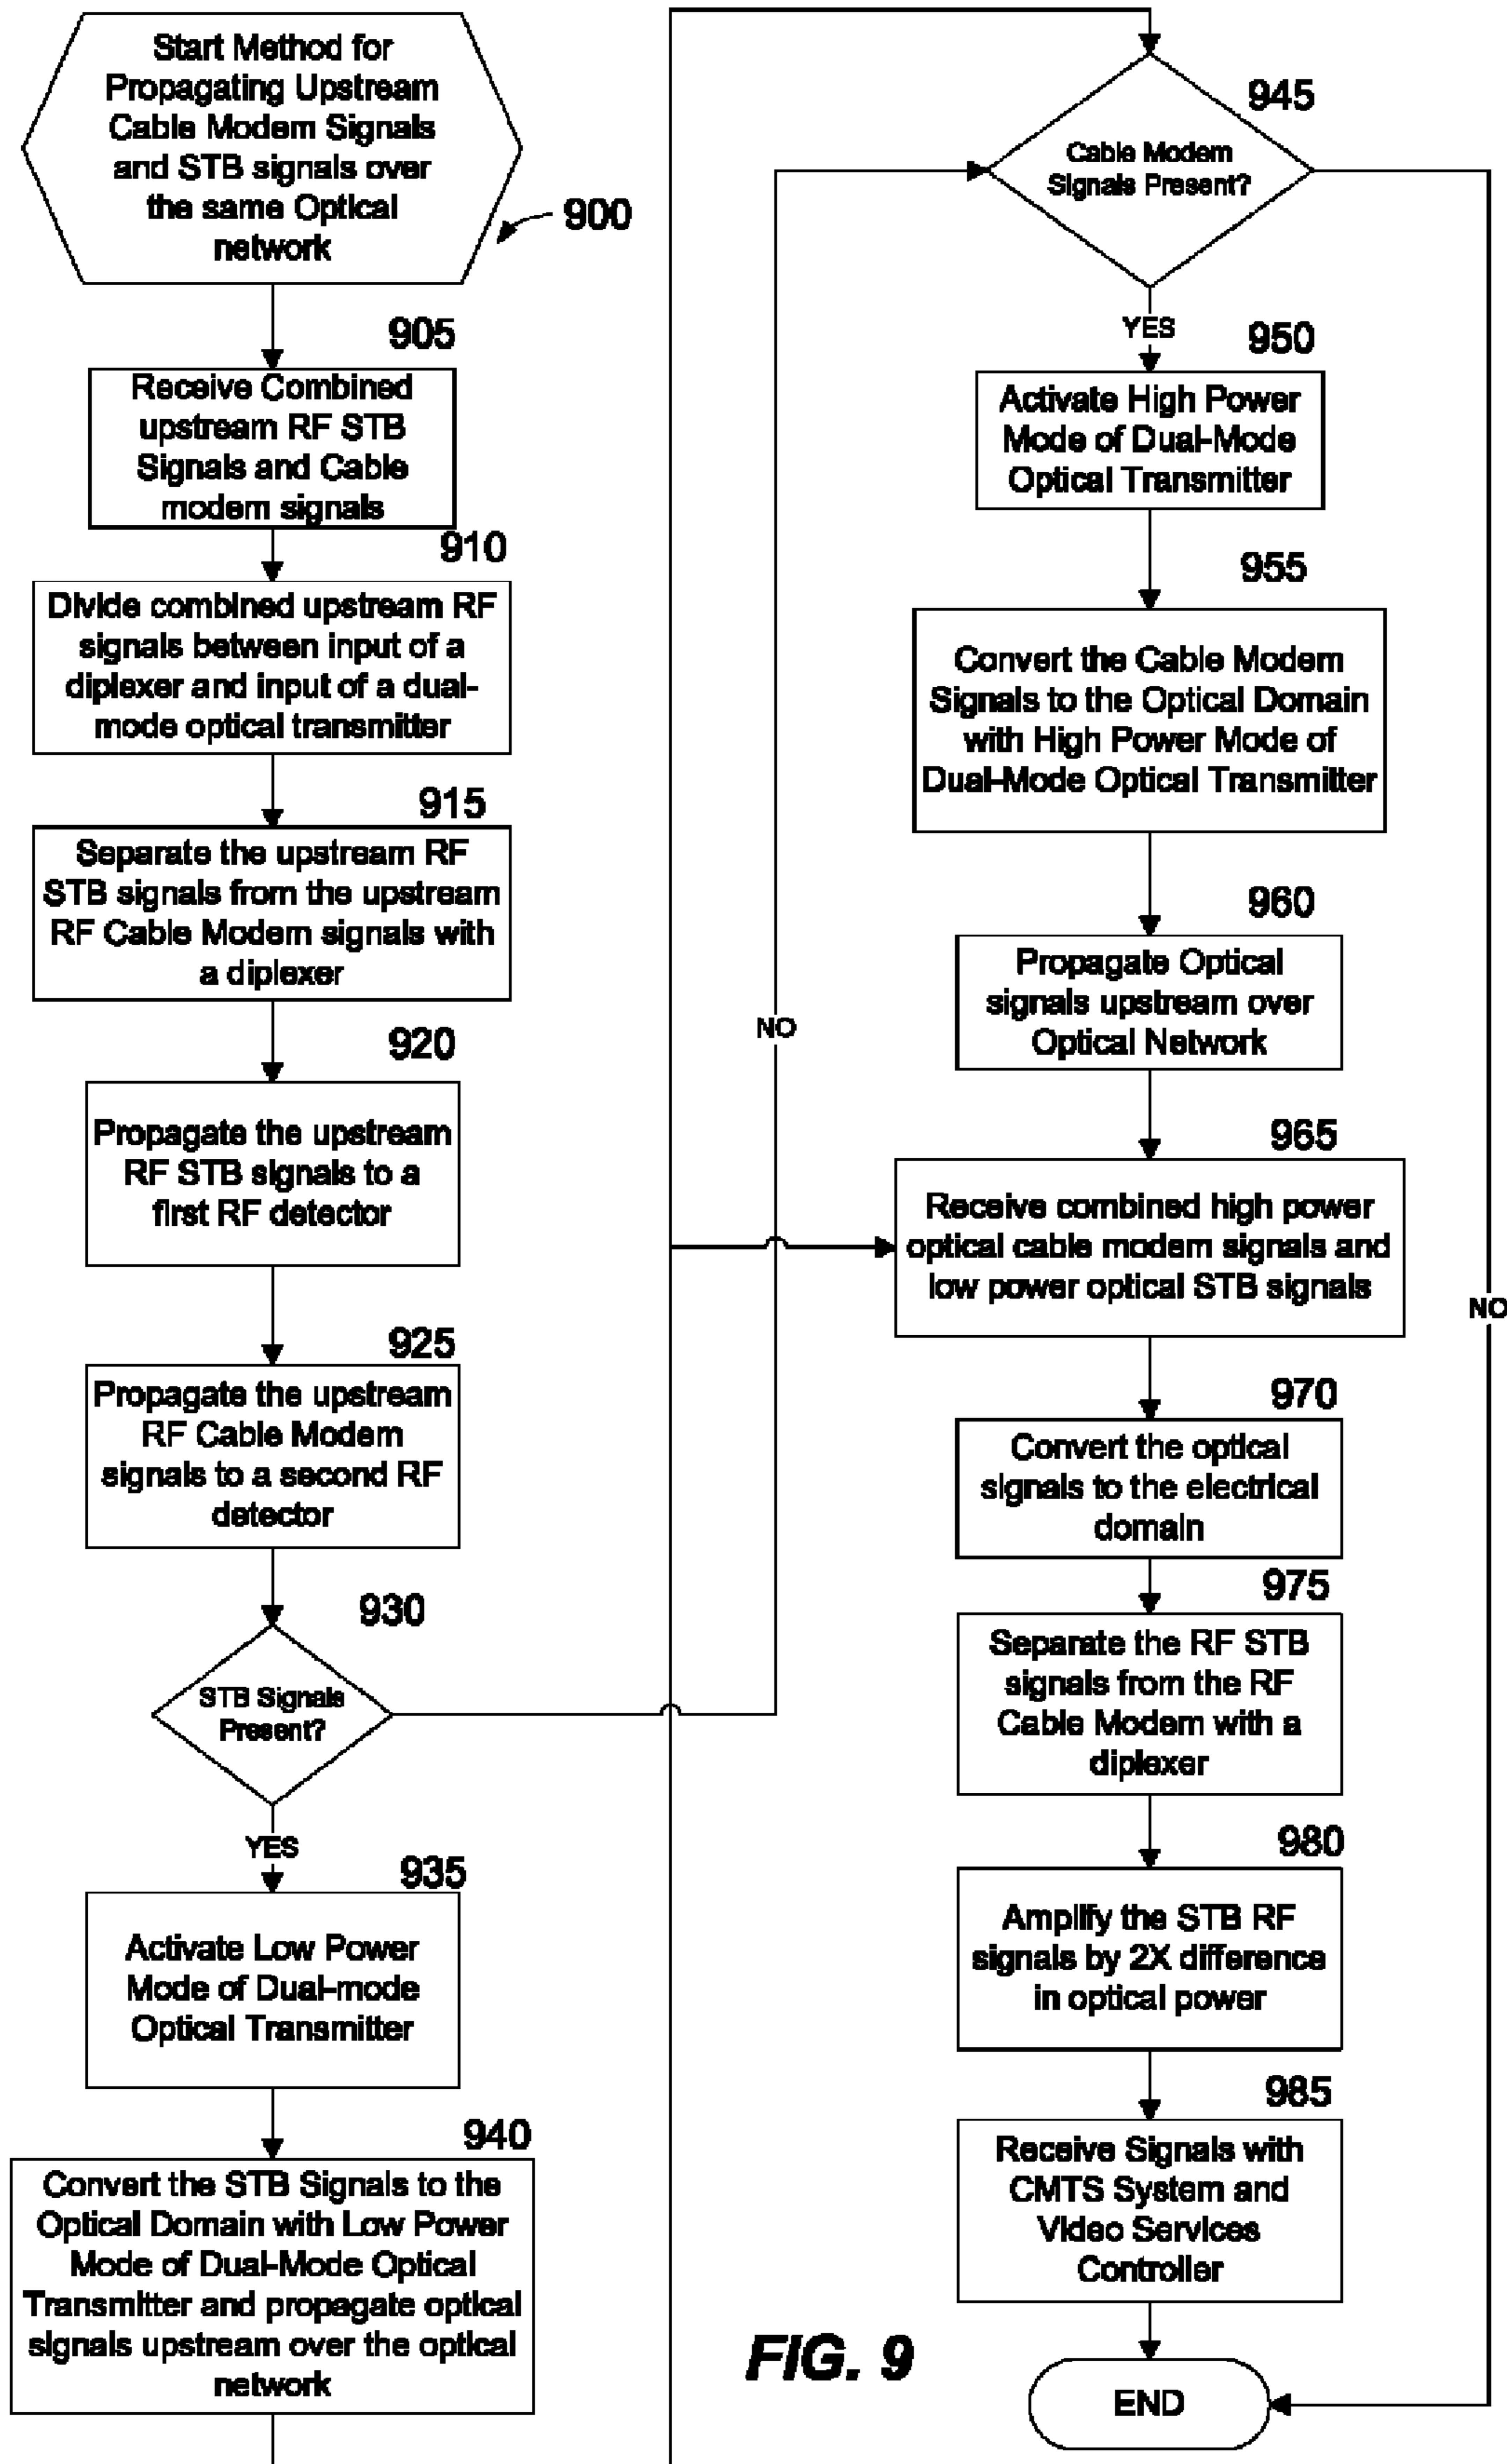 Start Method for
Propagating Upstream
Cable Modem Signals
and STB signals over
the same Optical
network
900
905
Receive Combined
upstream RF STB
Signals and Cable
modem signals
910
Divide combined upstream RF
signals between input of a
diplexer and input of a dual-
mode optical transmitter
915
Separate the upstream RF
STB signals from the upstream
RF Cable Modem signals with
a diplexer
920
Propagate the upstream
RF STB signals to a
first RF detector
925
Propagate the upstream
RF Cable Modem
signals to a second RF
detector
930
STB Signals
Present?
NO
YES
935
Activate Low Power
Mode of Dual-mode
Optical Transmitter
940
Convert the STB Signals to the
Optical Domain with Low Power
Mode of Dual-Mode Optical
Transmitter and propagate optical
signals upstream over the optical
network
945
Cable Modem
Signals Present?
NO
YES
950
Activate High Power
Mode of Dual-Mode
Optical Transmitter
955
Convert the Cable Modem
Signals to the Optical Domain
with High Power Mode of
Dual-Mode Optical Transmitter
960
Propagate Optical
signals upstream over
Optical Network
965
Receive combined high power
optical cable modem signals and
low power optical STB signals
970
Convert the optical
signals to the electrical
domain
975
Separate the RF STB
signals from the RF
Cable Modem with a
diplexer
980
Amplify the STB RF
signals by 2X difference
in optical power
985
Receive Signals with
CMTS System and
Video Services
Controller
END
FIG. 9